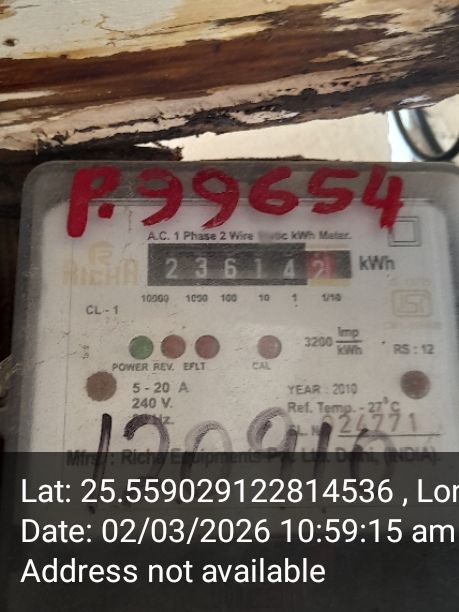 P.99654
A.C. 1 Phase 2 Wire kWh Meter.
RICHA
2 3 6 1 4 2 kWh
CL - 1
10000 1000 100 10 1 1/10
3200 Imp/kWh
RS : 12
POWER REV. EFLT CAL
5 - 20 A
YEAR : 2010
240 V.
Ref. Temp. - 27°C
24771
Mfrs. : Richa Equipments Pvt. Ltd. Delhi, (INDIA)
Lat: 25.559029122814536 , Lon
Date: 02/03/2026 10:59:15 am
Address not available